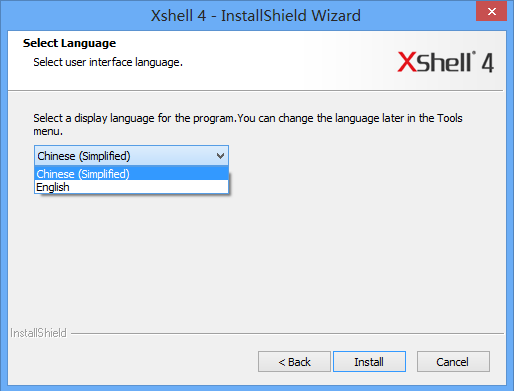 Xshell 4 - InstallShield Wizard
Select Language
Select user interface language.
XShell® 4
Select a display language for the program.You can change the language later in the Tools
menu.
Chinese (Simplified)
Chinese (Simplified)
English
InstallShield
< Back
Install
Cancel